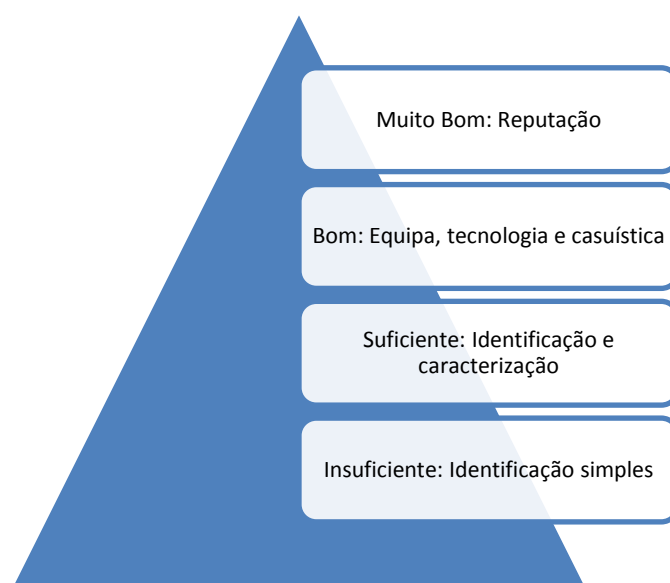 Muito Bom: Reputação
Bom: Equipa, tecnologia e casuística
Suficiente: Identificação e
caracterização
Insuficiente: Identificação simples